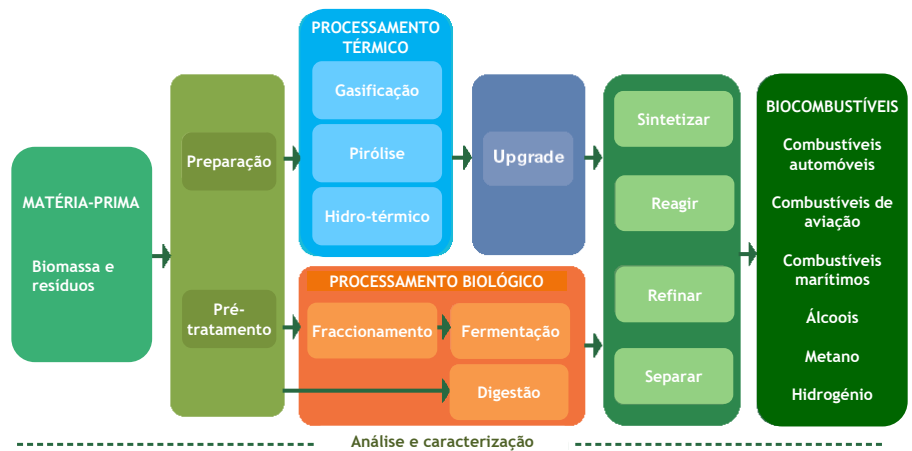 MATÉRIA-PRIMA
Biomassa e
resíduos
Preparação
Pré-
tratamento
PROCESSAMENTO
TÉRMICO
Gasificação
Pirólise
Hidro-térmico
Upgrade
PROCESSAMENTO BIOLÓGICO
Fraccionamento
Fermentação
Digestão
Sintetizar
Reagir
Refinar
Separar
BIOCOMBUSTÍVEIS
Combustíveis
automóveis
Combustíveis de
aviação
Combustíveis
marítimos
Álcoois
Metano
Hidrogénio
Análise e caracterização